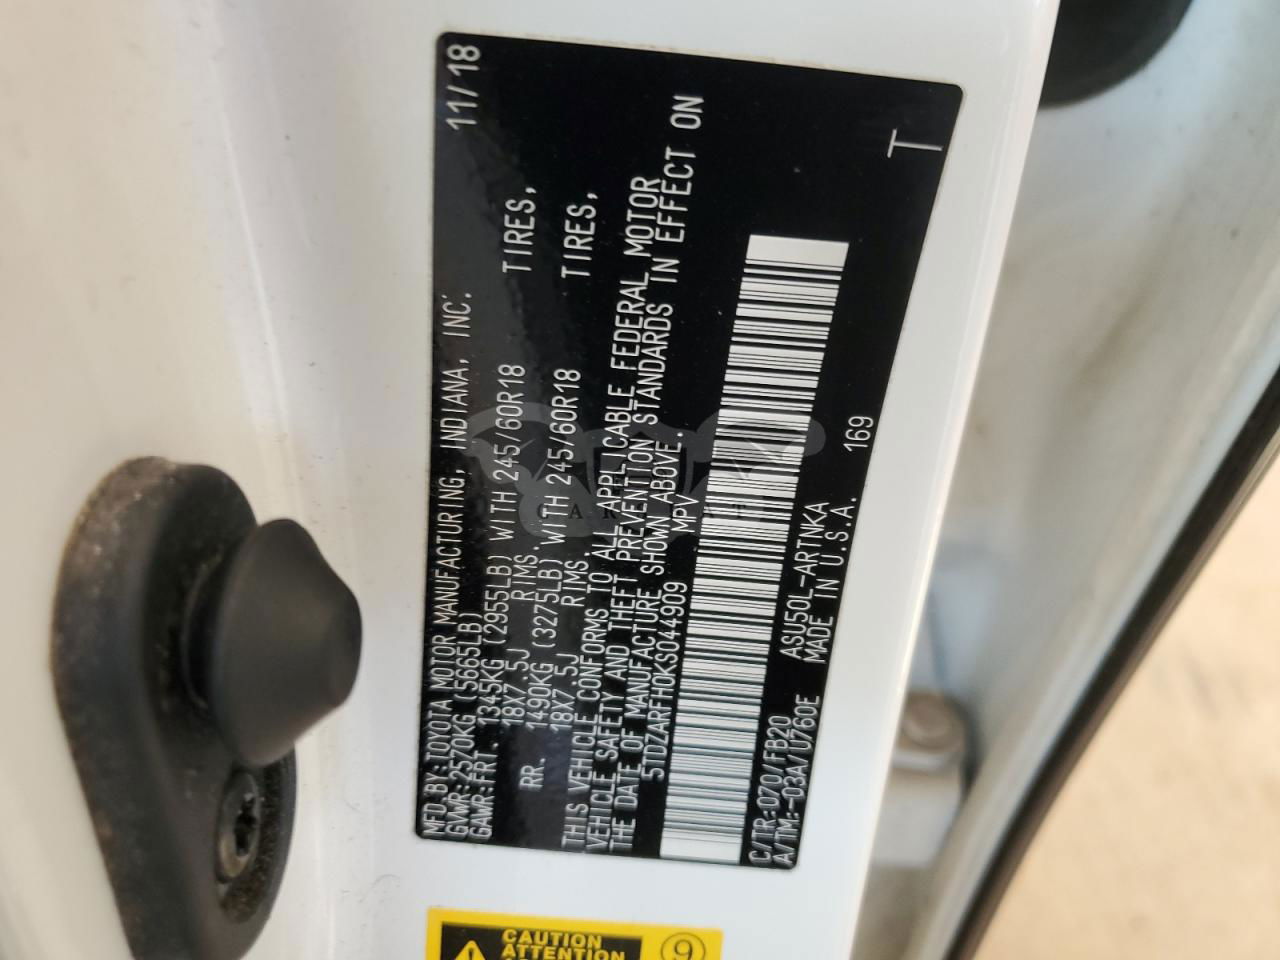 MFD BY:TOYOTA MOTOR MANUFACTURING, INDIANA, INC. 11/18
GVWR:2570KG (5665LB)
GAWR:FRT. 1345KG (2955LB) WITH 245/60R18 TIRES,
18X7.5J RIMS.
RR. 1490KG (3275LB) WITH 245/60R18 TIRES,
18X7.5J RIMS.
THIS VEHICLE CONFORMS TO ALL APPLICABLE FEDERAL MOTOR
VEHICLE SAFETY AND THEFT PREVENTION STANDARDS IN EFFECT ON
THE DATE OF MANUFACTURE SHOWN ABOVE.
5TDZARFH0KS044909 MPV
C/TR:070/FB20 ASU50L-ARTNKA 169
A/TM:-03A/U760E MADE IN U.S.A.
T
CAUTION
ATTENTION
9